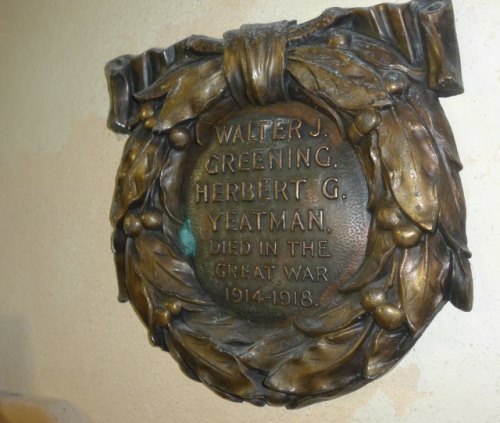 WALTER J.
GREENING.
HERBERT G.
YEATMAN,
DIED IN THE
GREAT WAR
1914-1918.